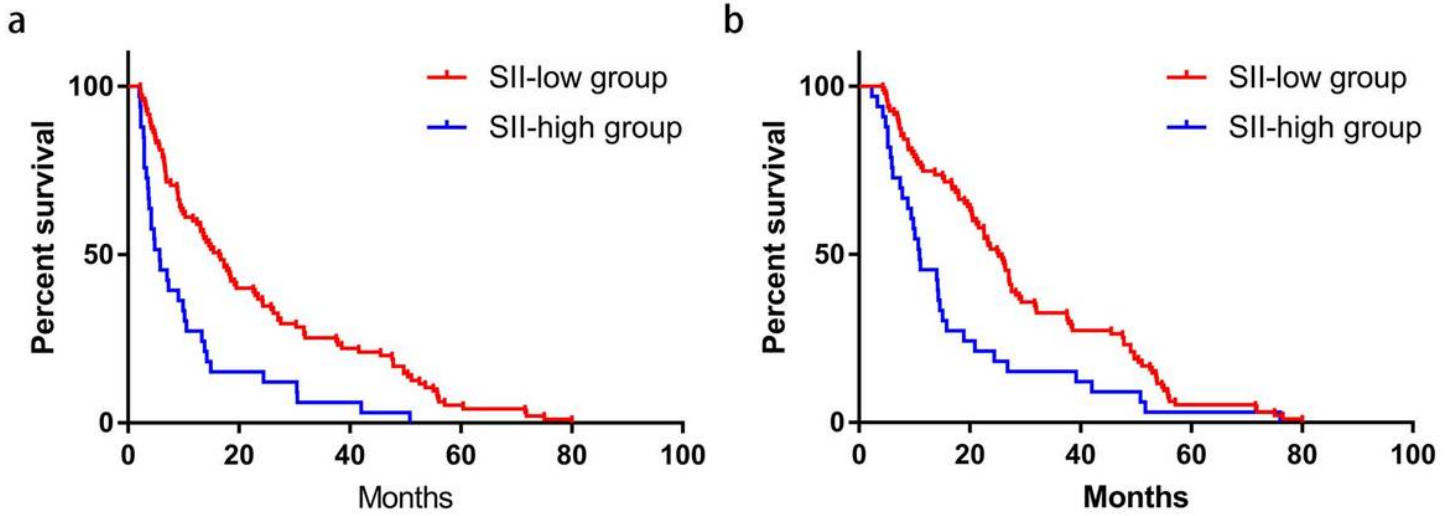 a
SII-low group
SII-high group
Percent survival
100
50
0
0 20 40 60 80 100
Months
b
SII-low group
SII-high group
Percent survival
100
50
0
0 20 40 60 80 100
Months